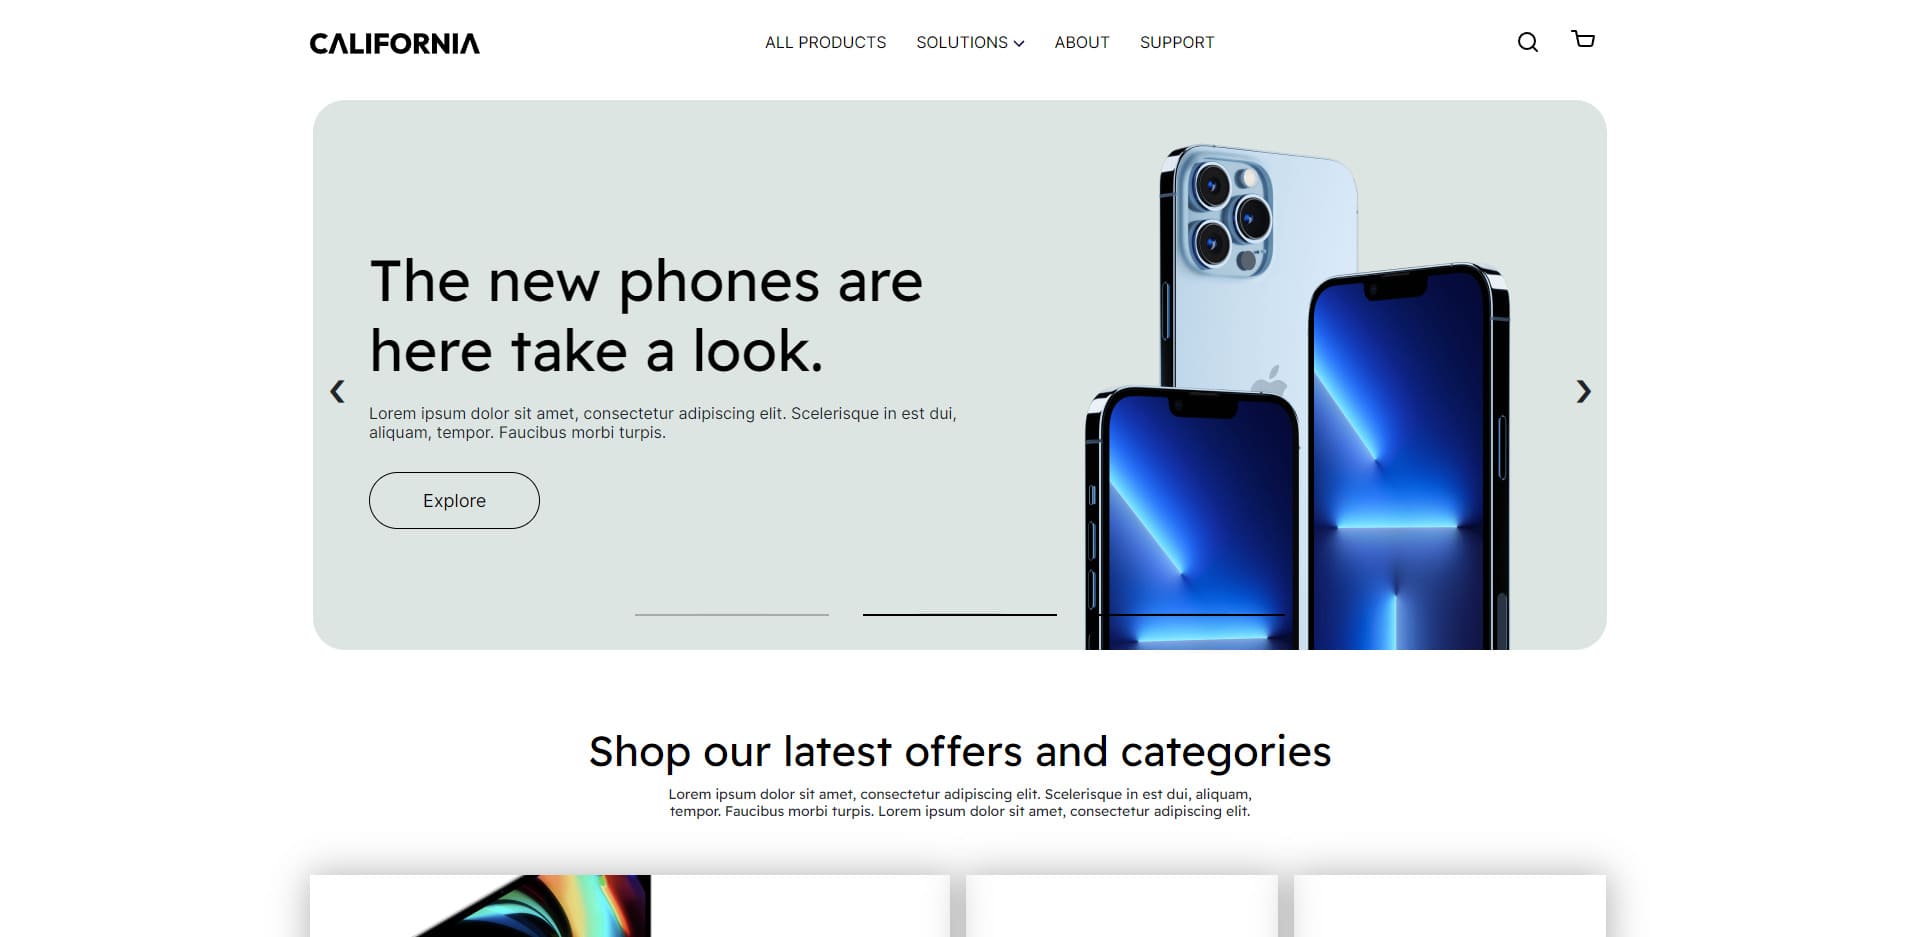 CALIFORNIA
ALL PRODUCTS
SOLUTIONS
ABOUT
SUPPORT
The new phones are
here take a look.
Lorem ipsum dolor sit amet, consectetur adipiscing elit. Scelerisque in est dui,
aliquam, tempor. Faucibus morbi turpis.
Explore
Shop our latest offers and categories
Lorem ipsum dolor sit amet, consectetur adipiscing elit. Scelerisque in est dui, aliquam,
tempor. Faucibus morbi turpis. Lorem ipsum dolor sit amet, consectetur adipiscing elit.